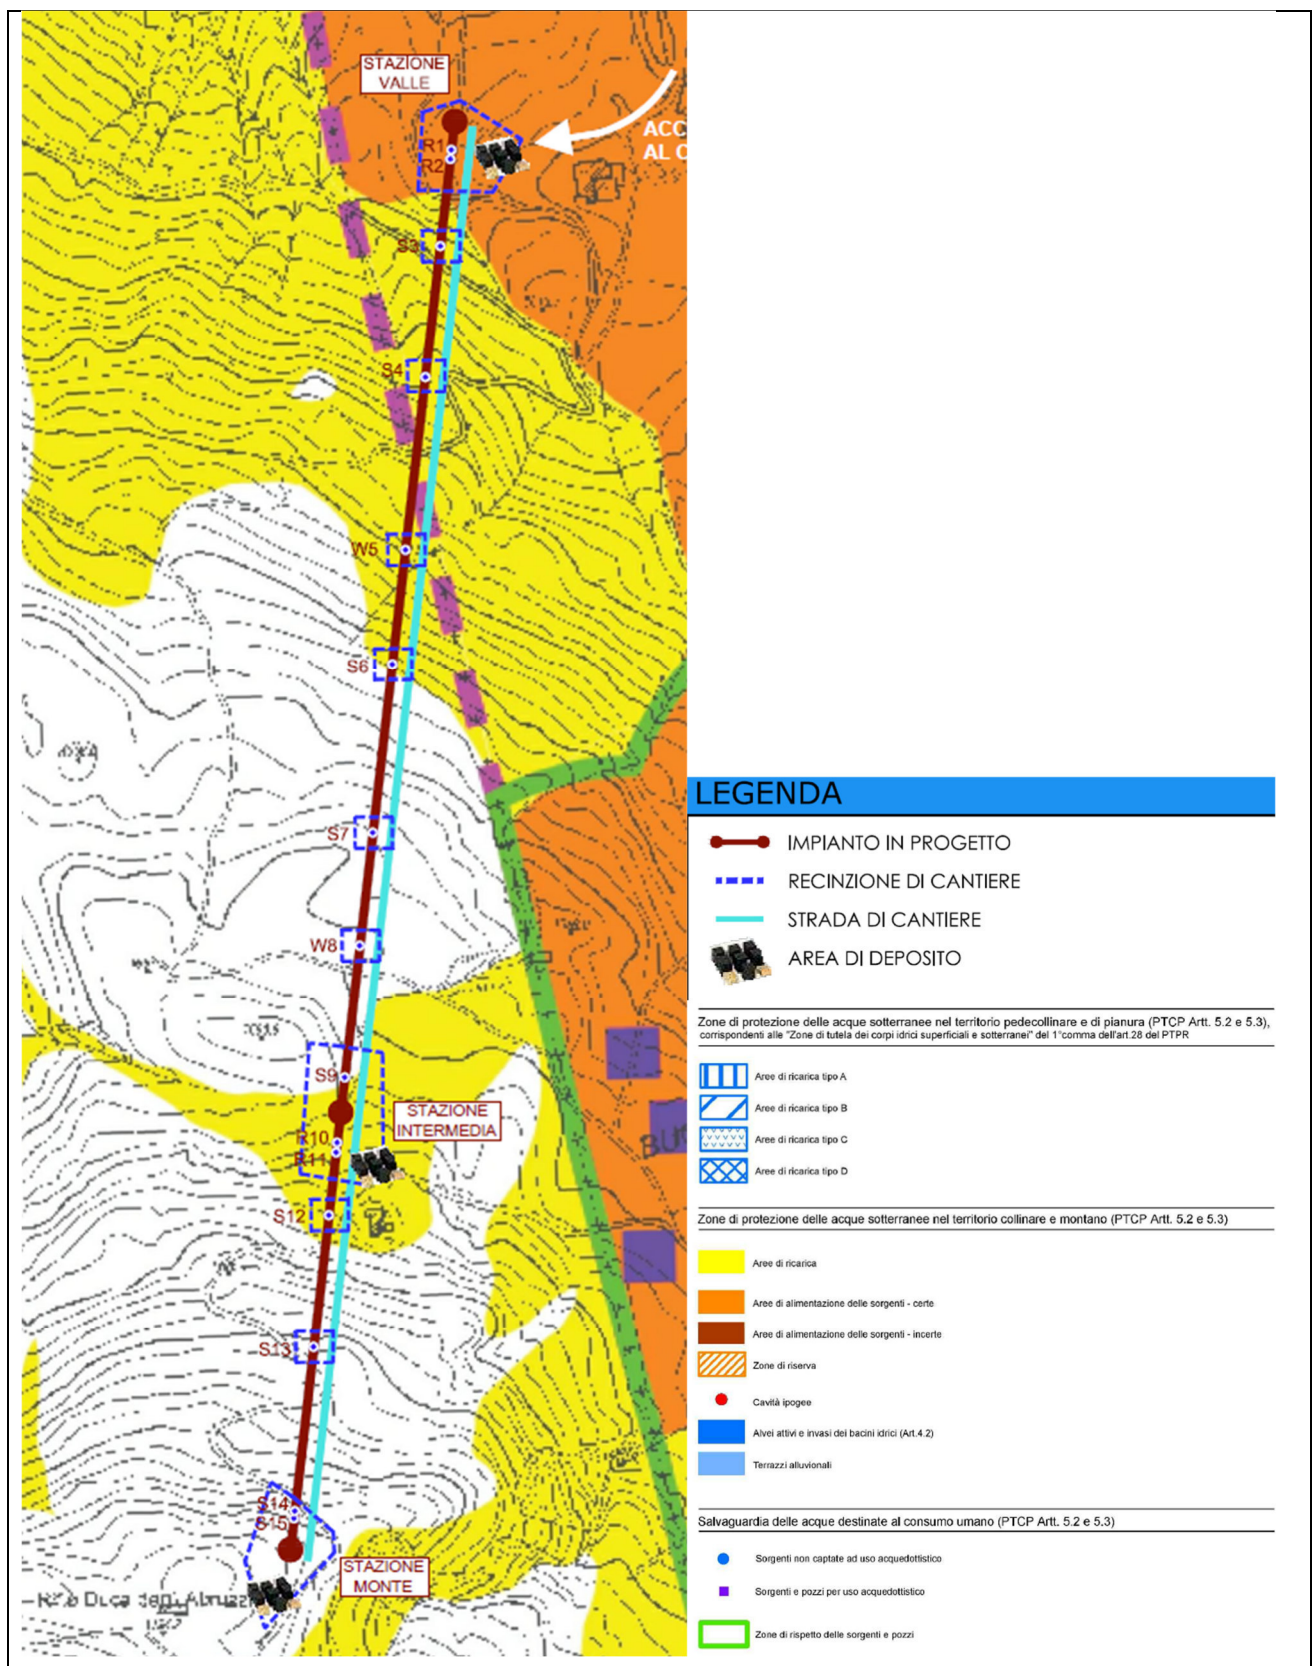 STAZIONE
VALLE
ACC
AL C
R1
R2
S3
S4
W5
S6
S7
W8
S9
STAZIONE
INTERMEDIA
R10
R11
BU
S12
S13
S14
S15
STAZIONE
MONTE
Duca degli Abruzzi
LEGENDA
IMPIANTO IN PROGETTO
RECINZIONE DI CANTIERE
STRADA DI CANTIERE
AREA DI DEPOSITO
Zone di protezione delle acque sotterranee nel territorio pedecollinare e di pianura (PTCP Artt. 5.2 e 5.3),
corrispondenti alle "Zone di tutela dei corpi idrici superficiali e sotterranei" del 1°comma dell'art.28 del PTPR
Aree di ricarica tipo A
Aree di ricarica tipo B
Aree di ricarica tipo C
Aree di ricarica tipo D
Zone di protezione delle acque sotterranee nel territorio collinare e montano (PTCP Artt. 5.2 e 5.3)
Aree di ricarica
Aree di alimentazione delle sorgenti - certe
Aree di alimentazione delle sorgenti - incerte
Zone di riserva
Cavità ipogee
Alvei attivi e invasi dei bacini idrici (Art.4.2)
Terrazzi alluvionali
Salvaguardia delle acque destinate al consumo umano (PTCP Artt. 5.2 e 5.3)
Sorgenti non captate ad uso acquedottistico
Sorgenti e pozzi per uso acquedottistico
Zone di rispetto delle sorgenti e pozzi